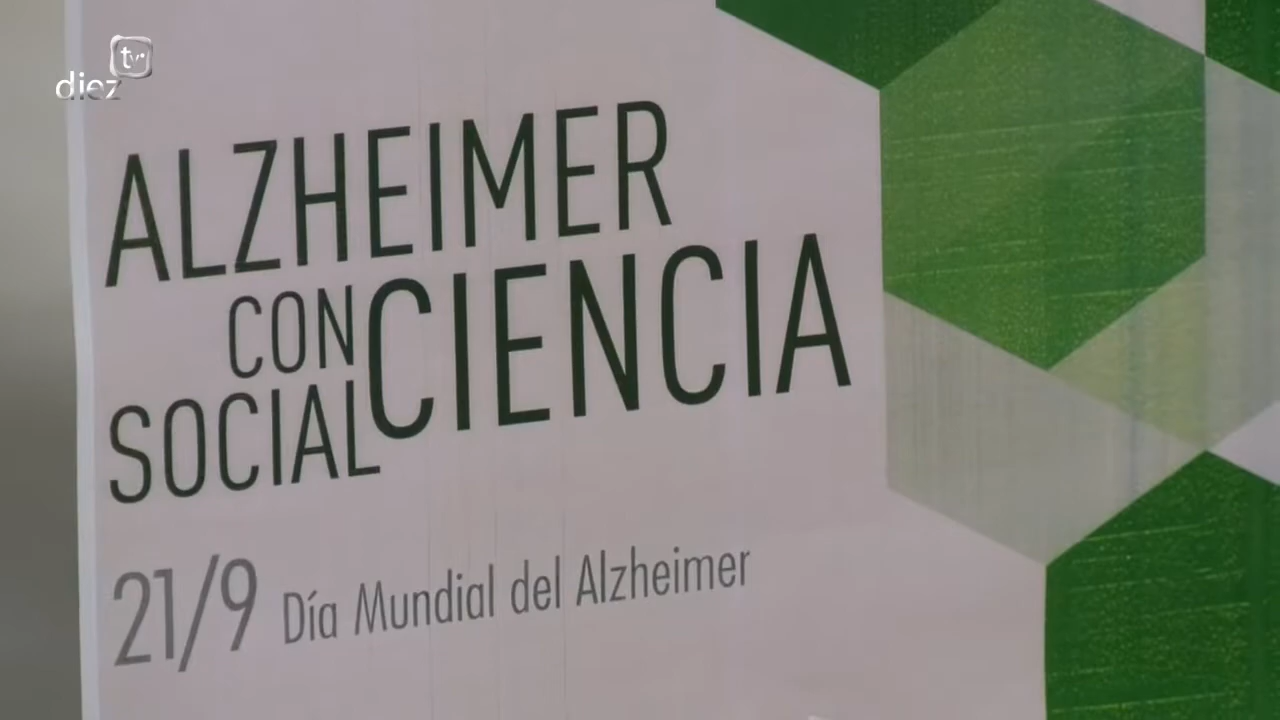 diez tv
ALZHEIMER
CON
SOCIAL CIENCIA
21/9 Día Mundial del Alzheimer